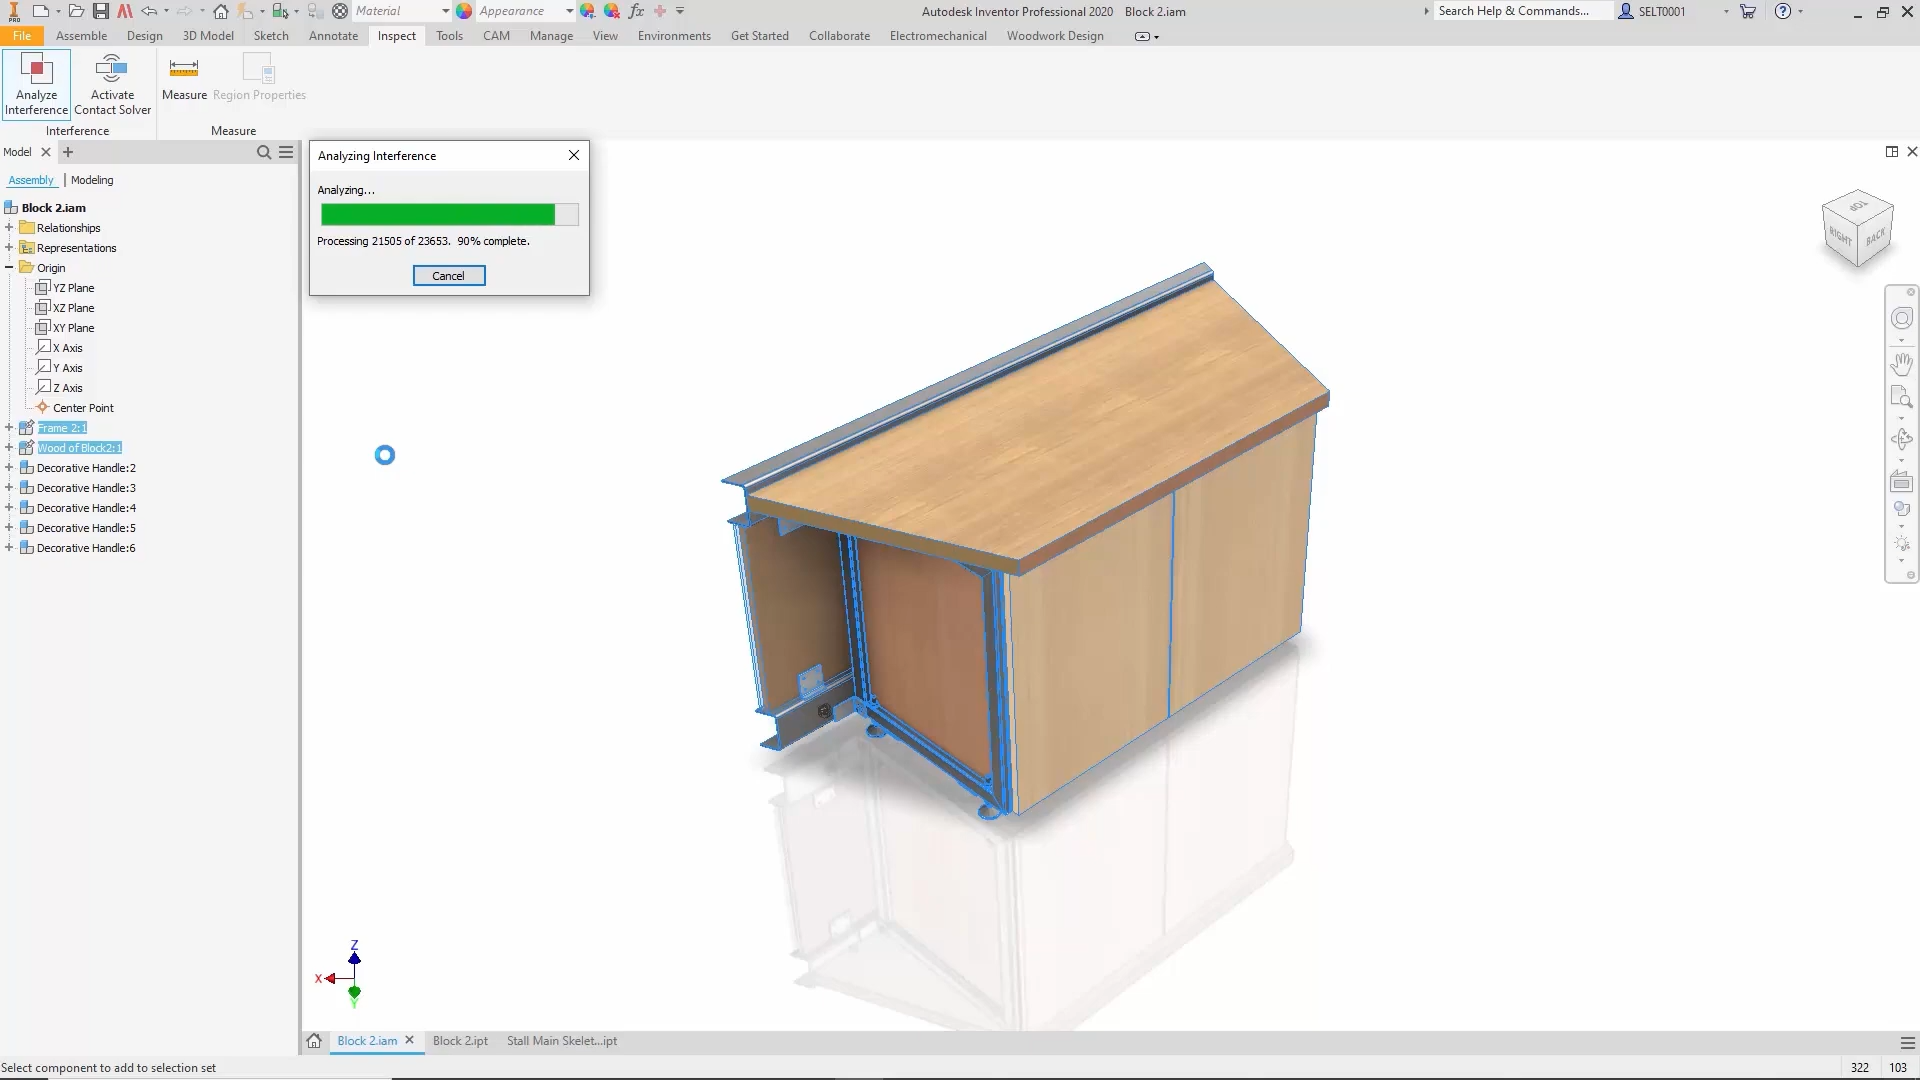 Material
Appearance
Autodesk Inventor Professional 2020 Block 2.iam
Search Help & Commands...
SELT0001
File Assemble Design 3D Model Sketch Annotate Inspect Tools CAM Manage View Environments Get Started Collaborate Electromechanical Woodwork Design
Analyze Interference
Activate Contact Solver
Measure
Region Properties
Interference
Measure
Model
Assembly | Modeling
Block 2.iam
Relationships
Representations
Origin
YZ Plane
XZ Plane
XY Plane
X Axis
Y Axis
Z Axis
Center Point
Frame 2:1
Wood of Block2:1
Decorative Handle:2
Decorative Handle:3
Decorative Handle:4
Decorative Handle:5
Decorative Handle:6
Analyzing Interference
Analyzing...
Processing 21505 of 23653. 90% complete.
Cancel
TOP
RIGHT
BACK
Z
X
Y
Block 2.iam
Block 2.ipt
Stall Main Skelet...ipt
Select component to add to selection set
322
103